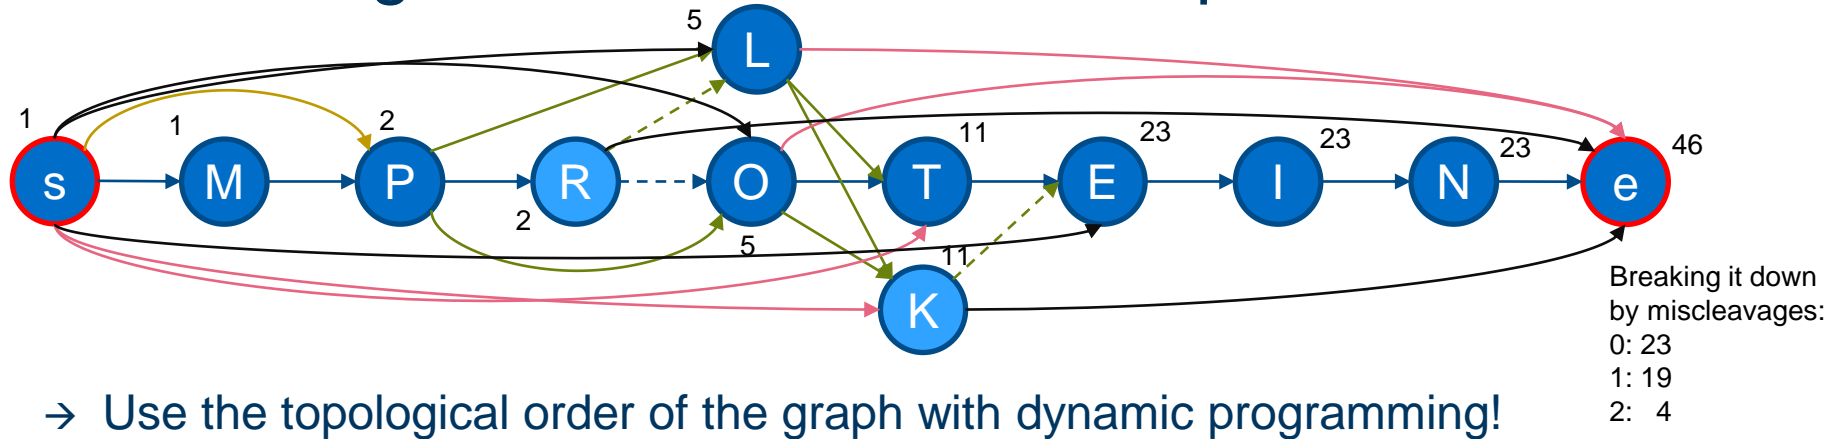 5
L
1
1
2
11
23
23
23
46
s
M
P
R
O
T
E
I
N
e
2
5
11
K
Breaking it down
by miscleavages:
0: 23
1: 19
2: 4
→ Use the topological order of the graph with dynamic programming!